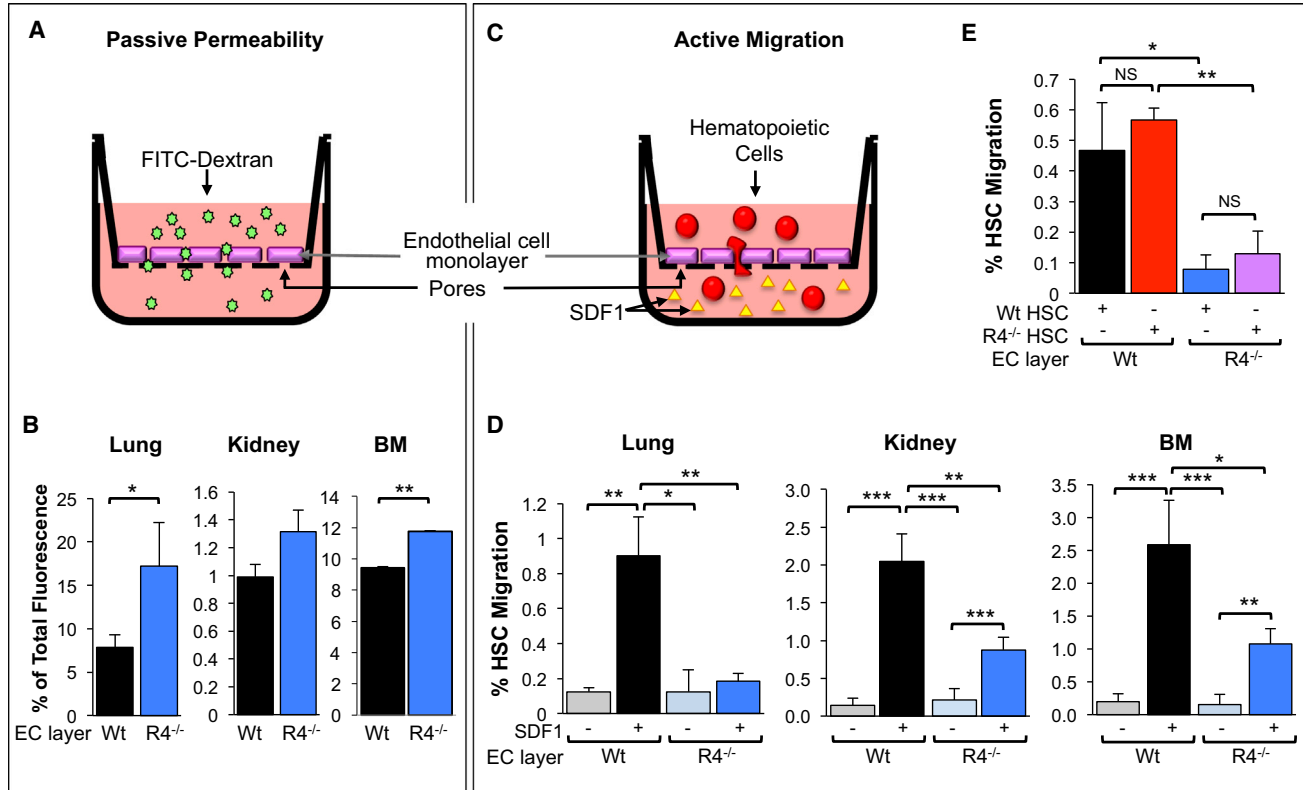 A
Passive Permeability
FITC-Dextran
C
Active Migration
Hematopoietic
Cells
Endothelial cell
monolayer
Pores
SDF1
E
% HSC Migration
0.7
0.6
0.5
0.4
0.3
0.2
0.1
0
*
NS
**
NS
Wt HSC + - + -
R4-/- HSC - + - +
EC layer Wt R4-/-
B
% of Total Fluorescence
Lung
25
20
15
10
5
0
*
Kidney
1.6
1.4
1.2
1
0.8
0.6
0.4
0.2
0
BM
14
12
10
8
6
4
2
0
**
EC layer Wt R4-/- Wt R4-/- Wt R4-/-
D
% HSC Migration
Lung
1.2
1
0.8
0.6
0.4
0.2
0
**
**
*
Kidney
3.0
2.5
2.0
1.5
1.0
0.5
0.0
***
**
***
***
BM
3.5
3.0
2.5
2.0
1.5
1.0
0.5
0.0
***
*
***
**
SDF1 - + - + - + - + - + - +
EC layer Wt R4-/- Wt R4-/- Wt R4-/-